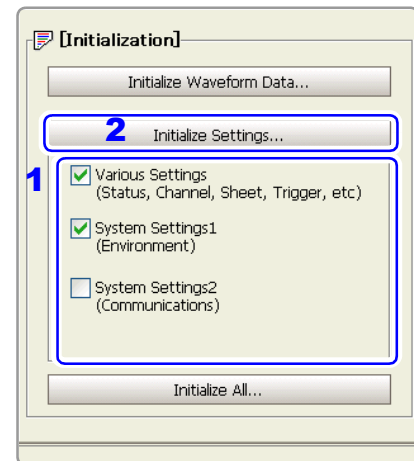 [Initialization]
Initialize Waveform Data...
2 Initialize Settings...
1
Various Settings
(Status, Channel, Sheet, Trigger, etc)
System Settings1
(Environment)
System Settings2
(Communications)
Initialize All...